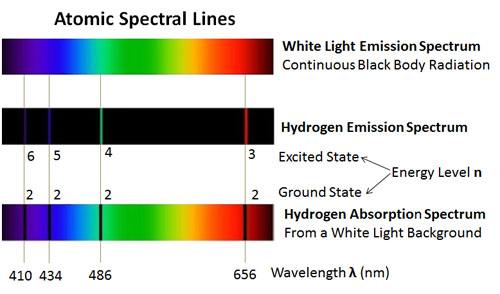 Atomic Spectral Lines
White Light Emission Spectrum
Continuous Black Body Radiation
Hydrogen Emission Spectrum
6 5 4 3 Excited State
Energy Level n
2 2 2 2 Ground State
Hydrogen Absorption Spectrum
From a White Light Background
410 434 486 656 Wavelength λ (nm)